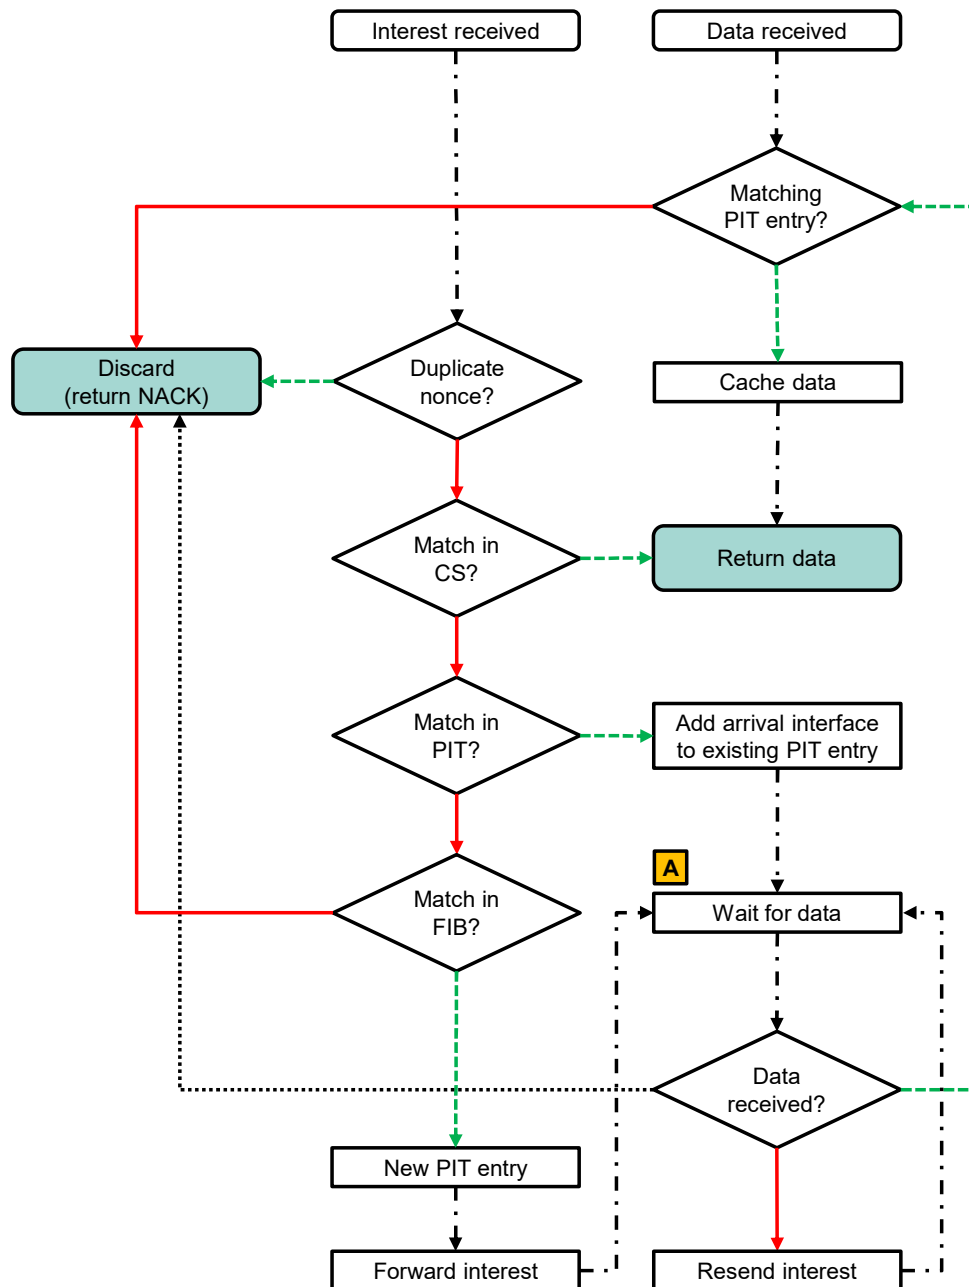 Interest received
Data received
Matching
PIT entry?
Discard
(return NACK)
Duplicate
nonce?
Cache data
Match in
CS?
Return data
Match in
PIT?
Add arrival interface
to existing PIT entry
A
Match in
FIB?
Wait for data
Data
received?
New PIT entry
Forward interest
Resend interest